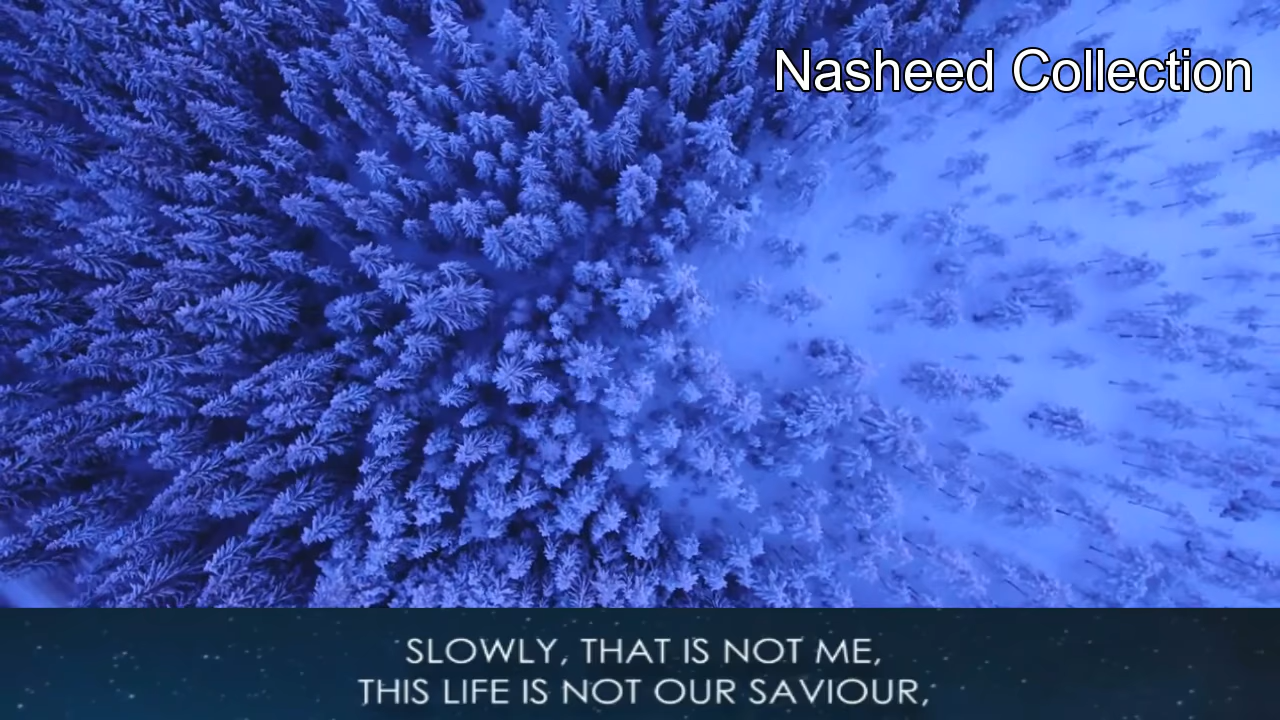 Nasheed Collection
SLOWLY, THAT IS NOT ME,
THIS LIFE IS NOT OUR SAVIOUR,